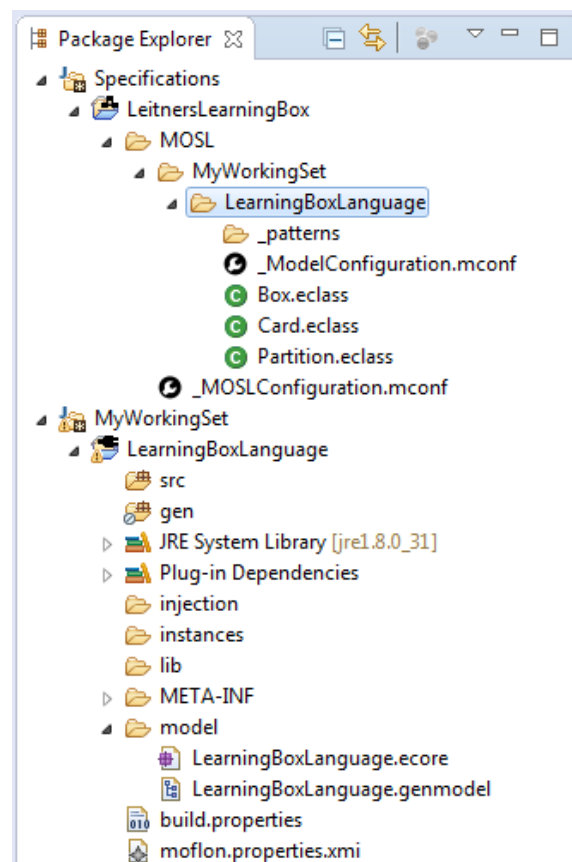 Package Explorer
Specifications
LeitnersLearningBox
MOSL
MyWorkingSet
LearningBoxLanguage
_patterns
_ModelConfiguration.mconf
Box.eclass
Card.eclass
Partition.eclass
_MOSLConfiguration.mconf
MyWorkingSet
LearningBoxLanguage
src
gen
JRE System Library [jre1.8.0_31]
Plug-in Dependencies
injection
instances
lib
META-INF
model
LearningBoxLanguage.ecore
LearningBoxLanguage.genmodel
build.properties
moflon.properties.xmi